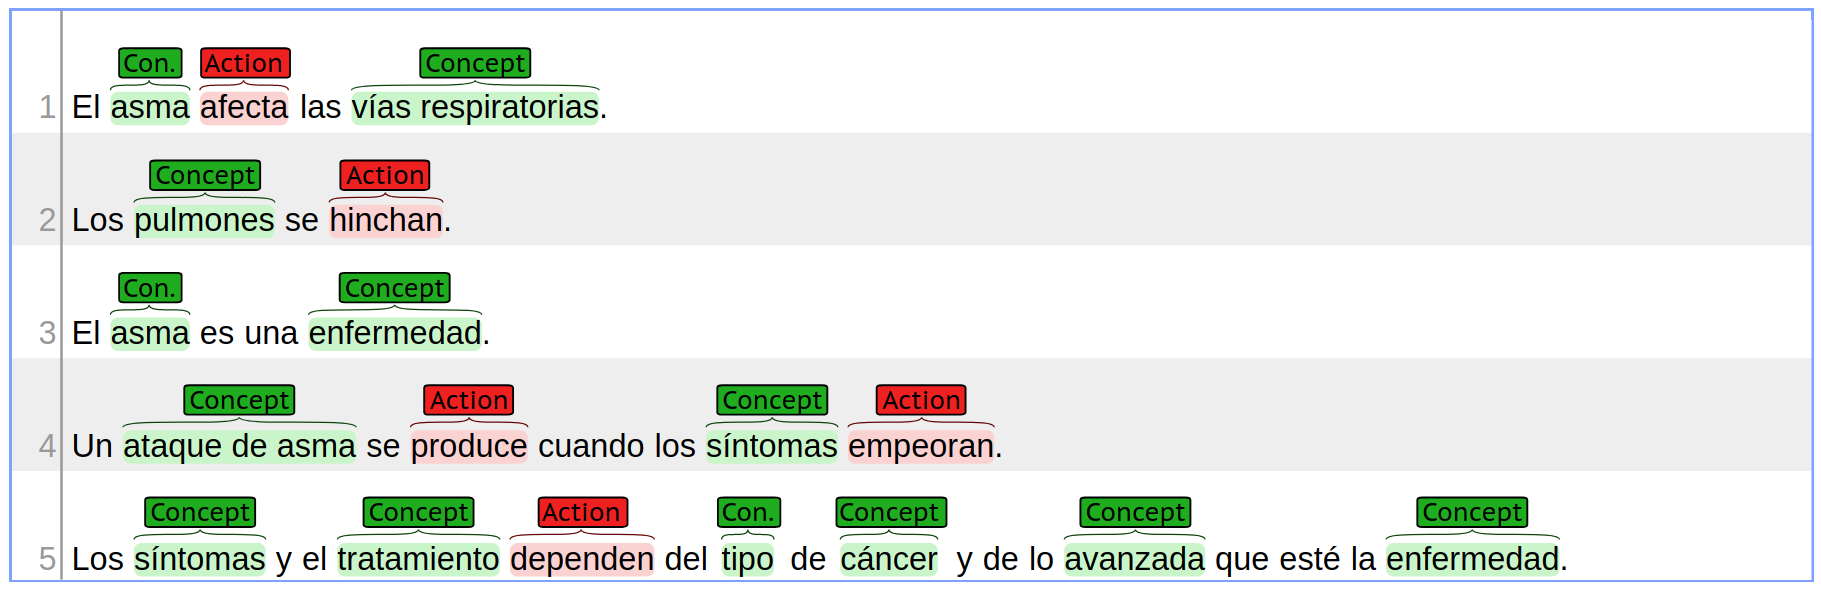 Con. Action Concept
1 El asma afecta las vías respiratorias.
Concept Action
2 Los pulmones se hinchan.
Con. Concept
3 El asma es una enfermedad.
Concept Action Concept Action
4 Un ataque de asma se produce cuando los síntomas empeoran.
Concept Concept Action Con. Concept Concept Concept
5 Los síntomas y el tratamiento dependen del tipo de cáncer y de lo avanzada que esté la enfermedad.